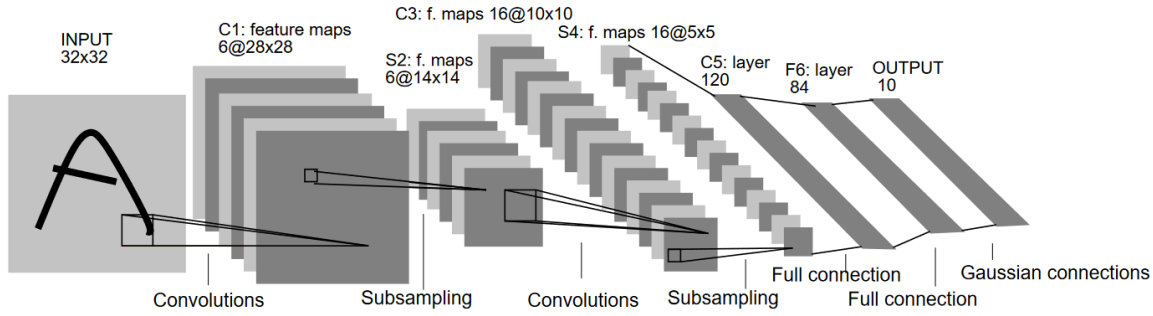 INPUT
32x32
C1: feature maps
6@28x28
S2: f. maps
6@14x14
C3: f. maps 16@10x10
S4: f. maps 16@5x5
C5: layer
120
F6: layer
84
OUTPUT
10
Convolutions
Subsampling
Convolutions
Subsampling
Full connection
Full connection
Gaussian connections